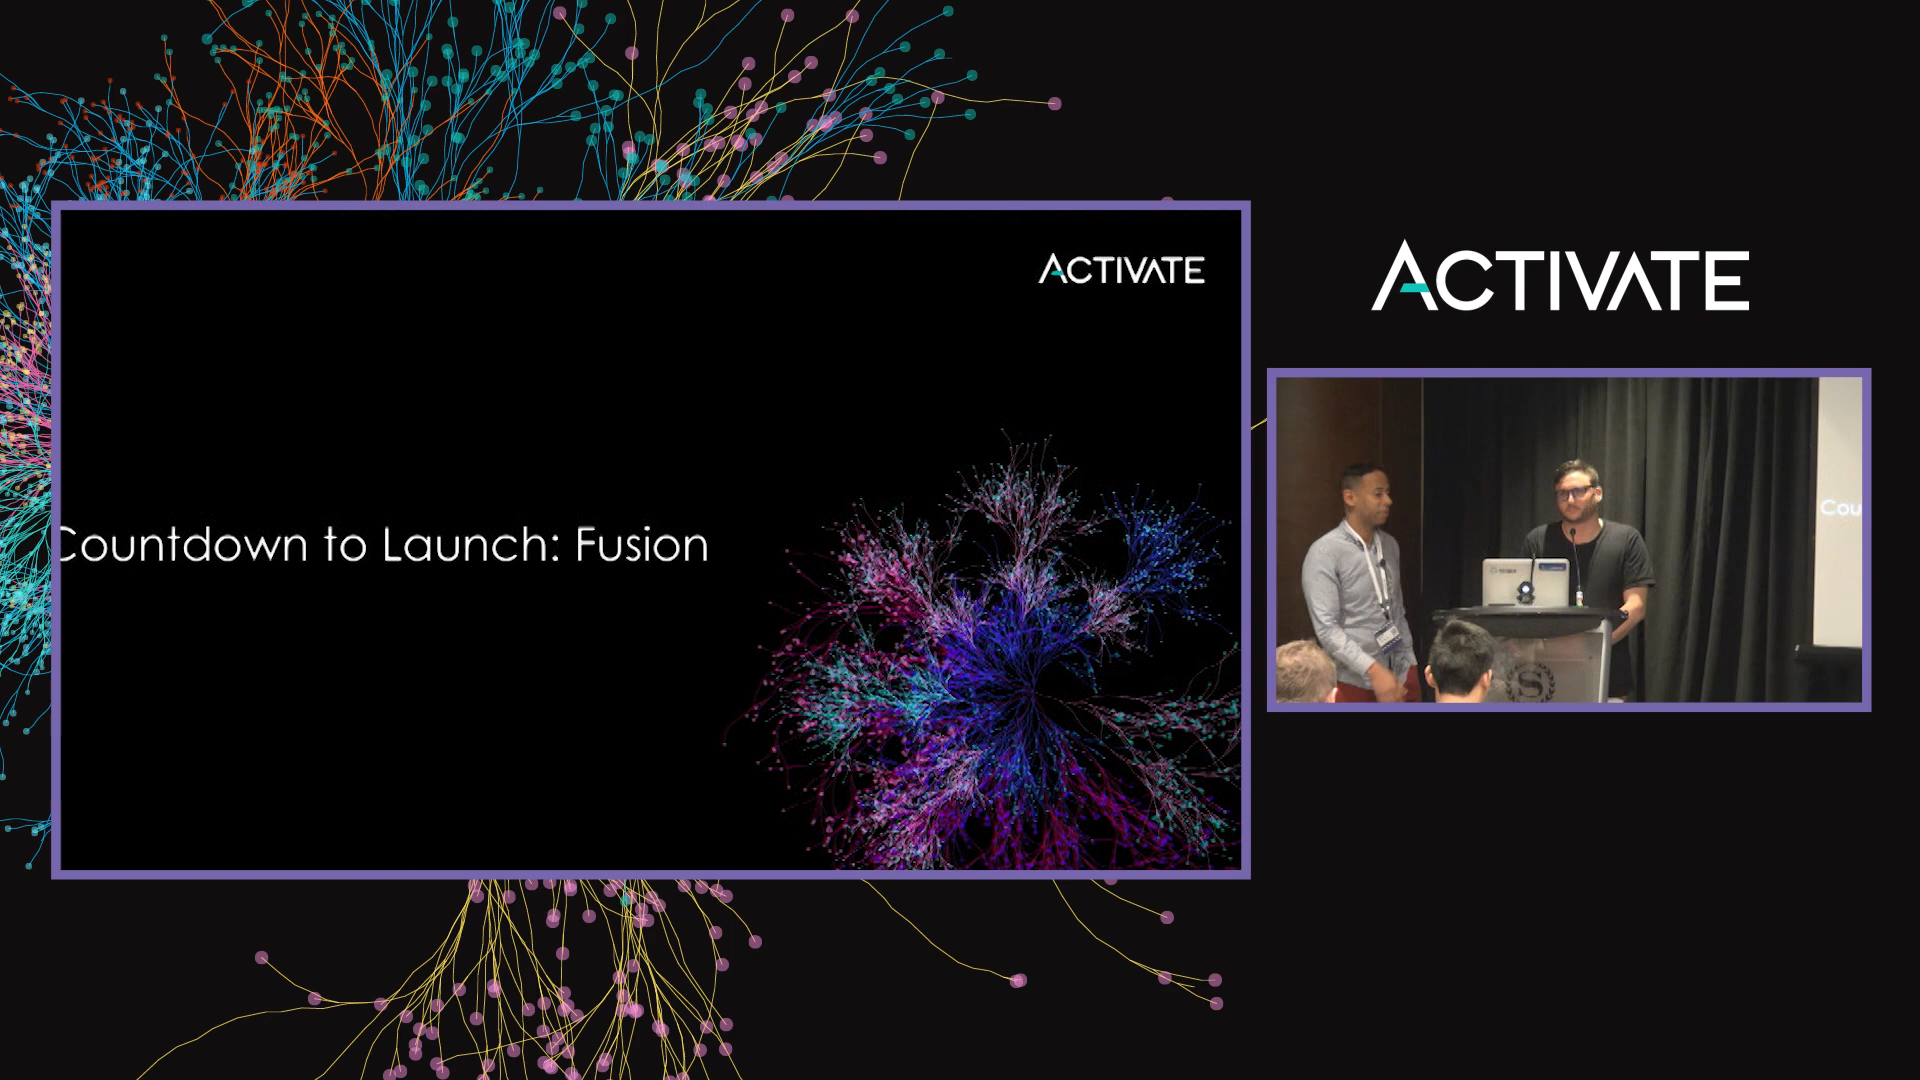 ACTIVATE
Countdown to Launch: Fusion
ACTIVATE
Cou
S